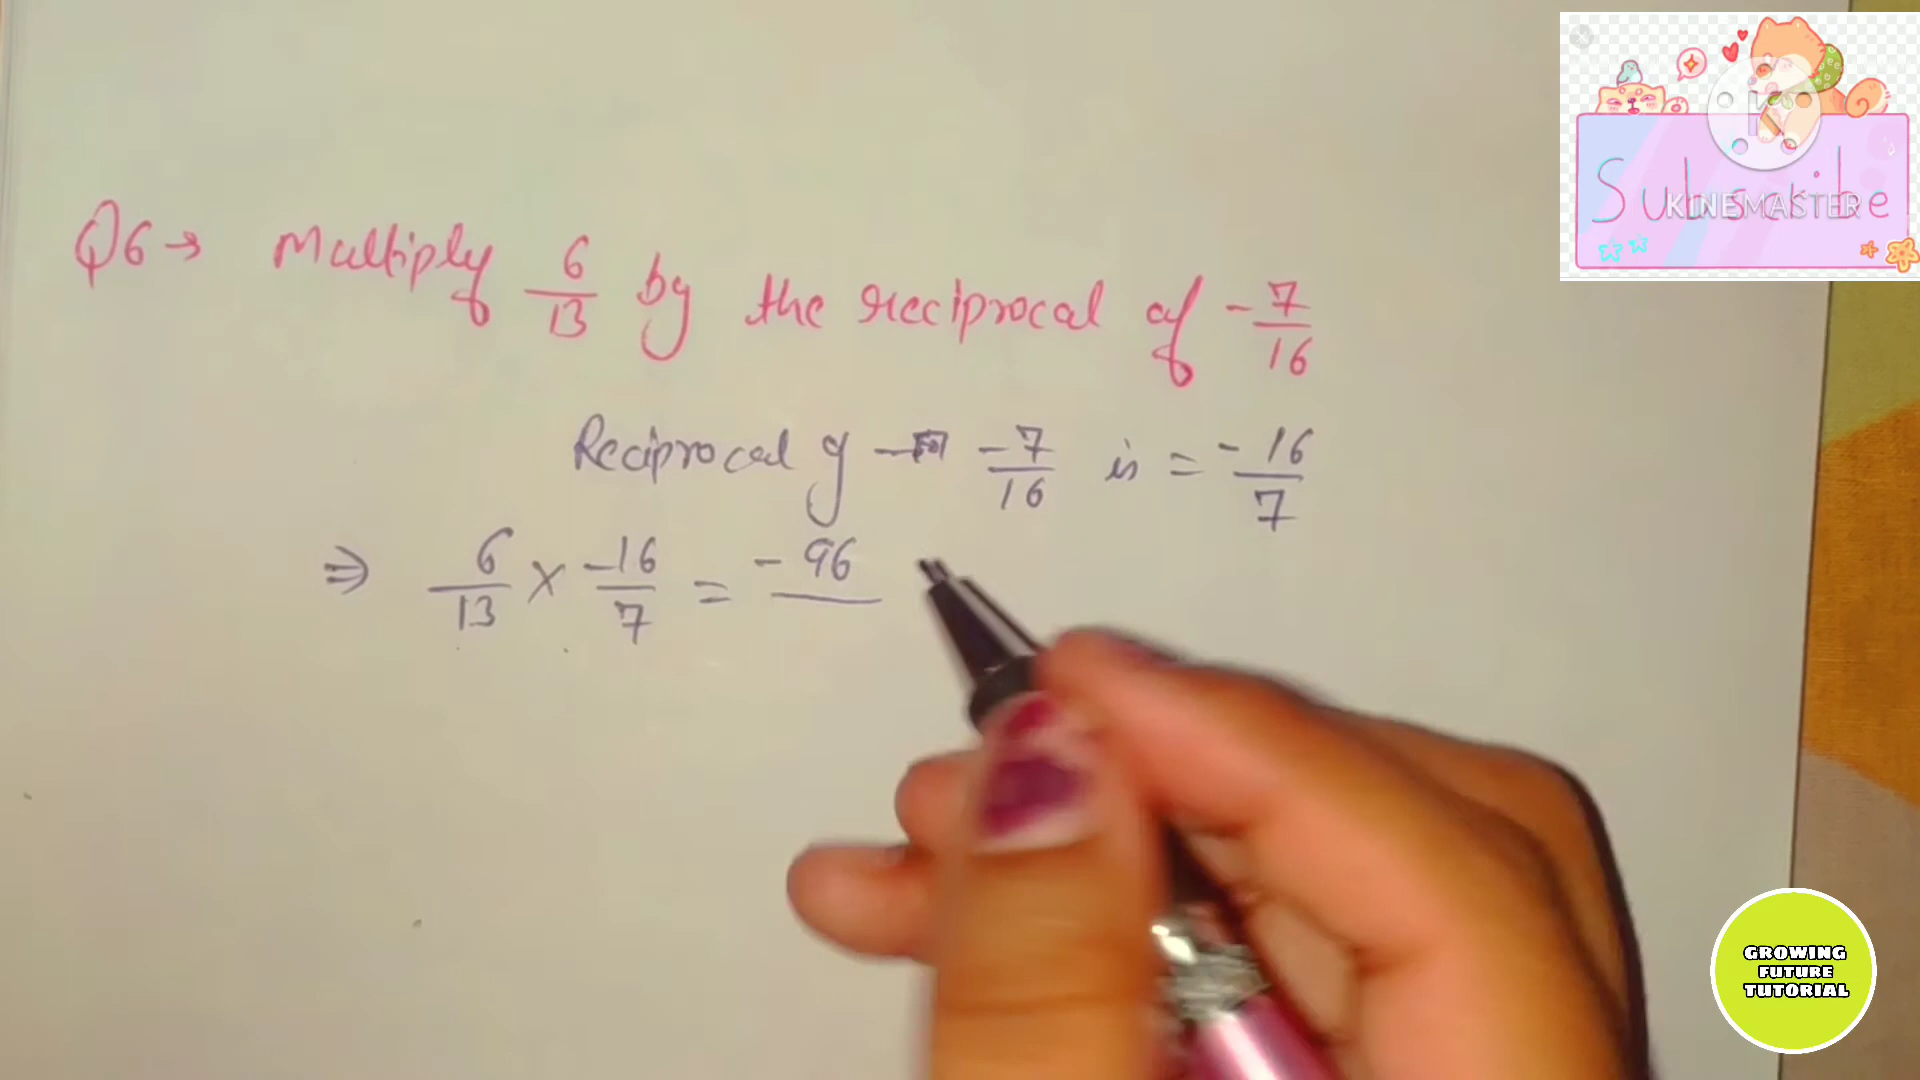 Q6→ Multiply 6/13 by the reciprocal of -7/16
Reciprocal of -7/16 is = -16/7
⇒ 6/13 × -16/7 = -96
Subscribe
KINEMASTER
GROWING
FUTURE
TUTORIAL